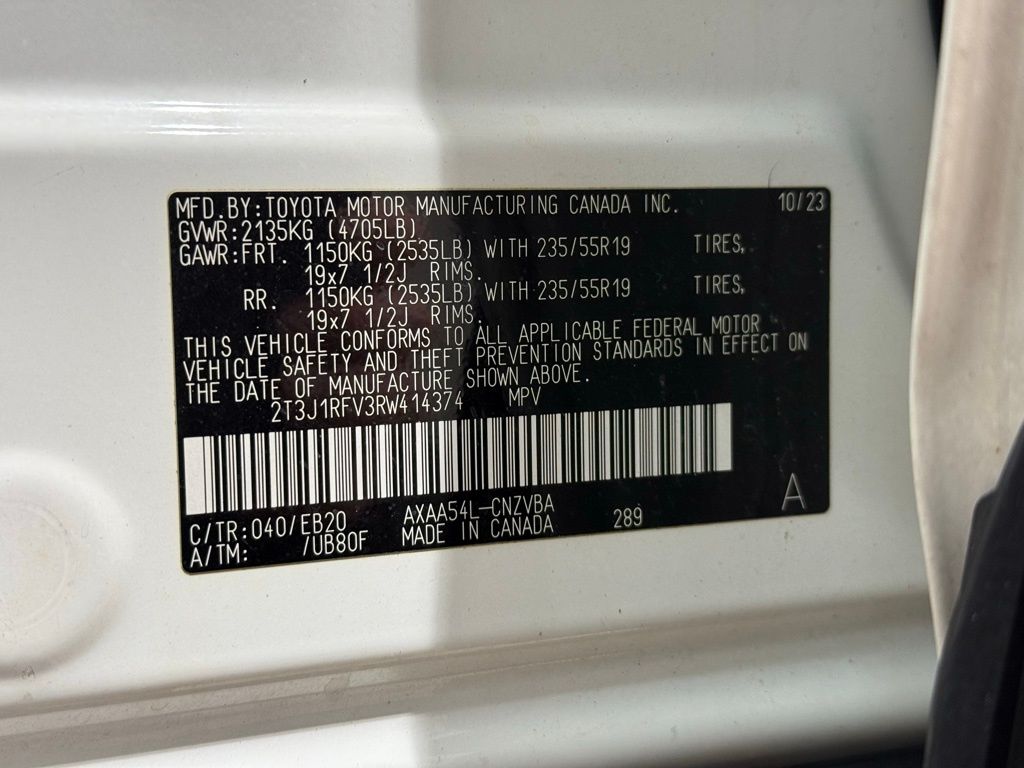 MFD.BY:TOYOTA MOTOR MANUFACTURING CANADA INC. 10/23
GVWR:2135KG (4705LB)
GAWR:FRT. 1150KG (2535LB) WITH 235/55R19 TIRES,
19x7 1/2J RIMS.
RR. 1150KG (2535LB) WITH 235/55R19 TIRES,
19x7 1/2J RIMS.
THIS VEHICLE CONFORMS TO ALL APPLICABLE FEDERAL MOTOR
VEHICLE SAFETY AND THEFT PREVENTION STANDARDS IN EFFECT ON
THE DATE OF MANUFACTURE SHOWN ABOVE.
2T3J1RFV3RW414374 MPV
A
C/TR:040/EB20 AXAA54L-CNZVBA
A/TM: /UB80F MADE IN CANADA 289